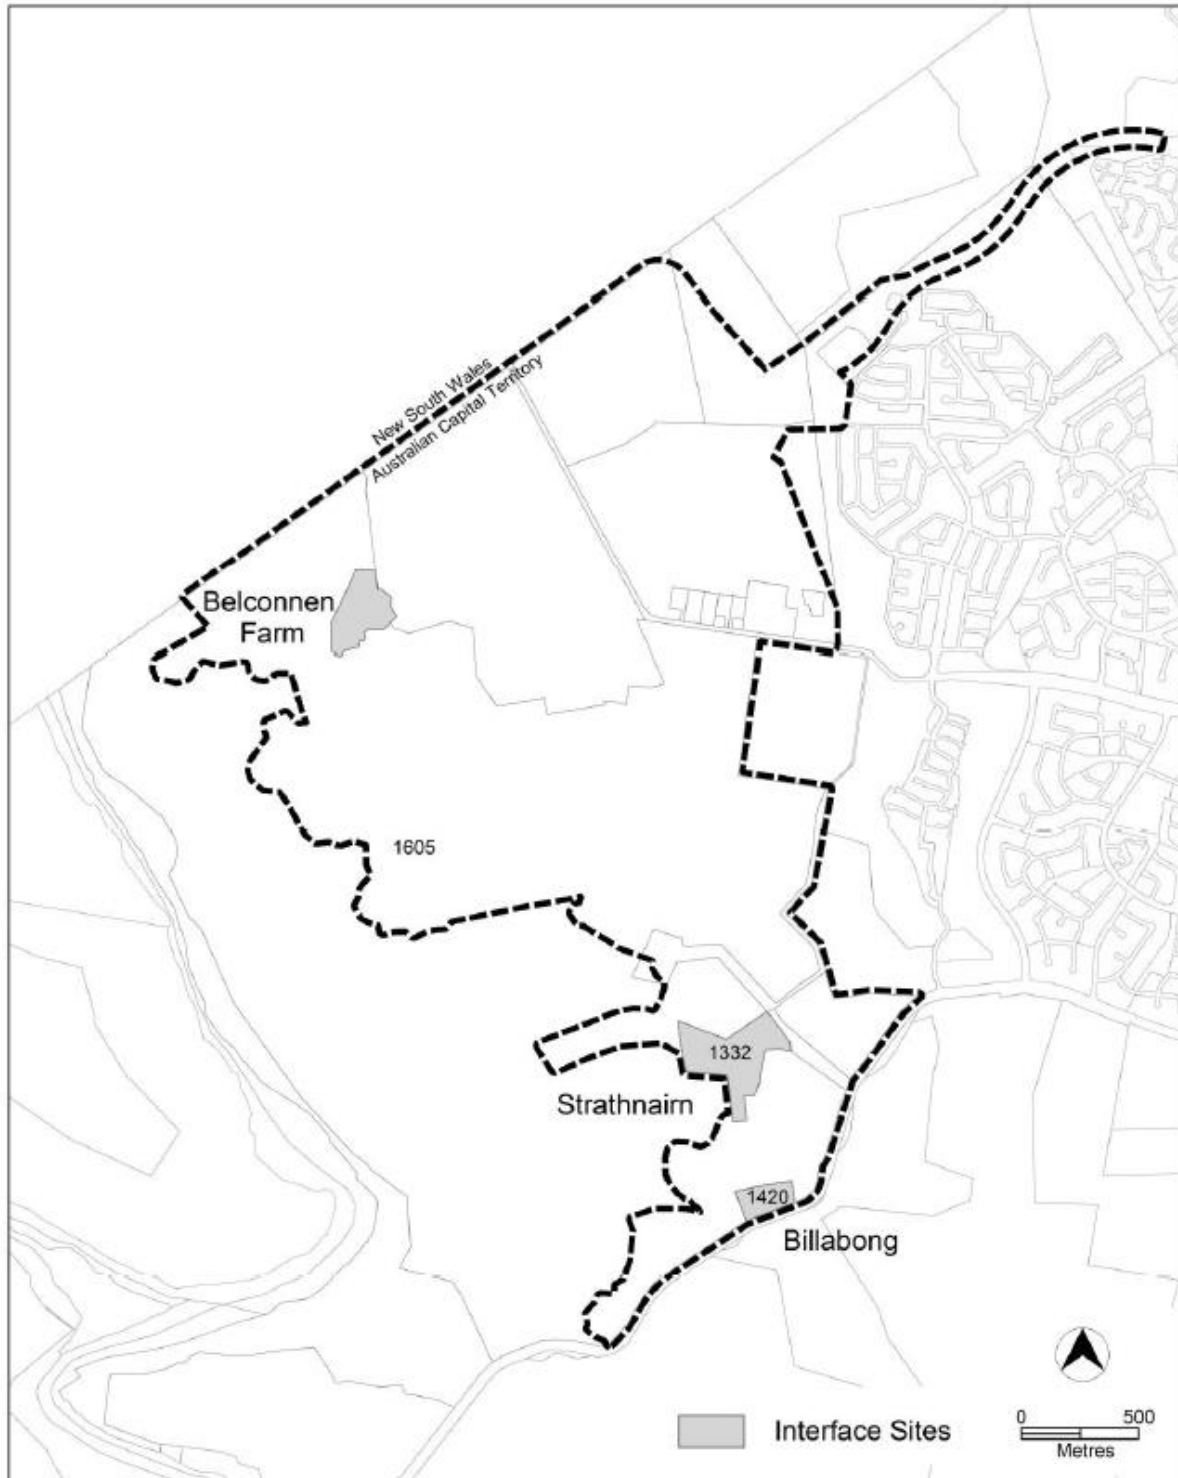 New South Wales
Australian Capital Territory
Belconnen
Farm
1605
1332
Strathnairn
1420
Billabong
Interface Sites
0 500
Metres